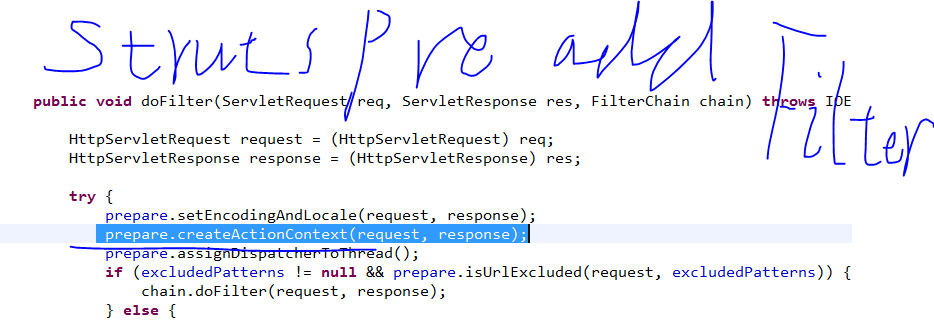 Struts Pre add Filter
public void doFilter(ServletRequest req, ServletResponse res, FilterChain chain) throws IOE
HttpServletRequest request = (HttpServletRequest) req;
HttpServletResponse response = (HttpServletResponse) res;
try {
prepare.setEncodingAndLocale(request, response);
prepare.createActionContext(request, response);
prepare.assignDispatcherToThread();
if (excludedPatterns != null && prepare.isUrlExcluded(request, excludedPatterns)) {
chain.doFilter(request, response);
} else {